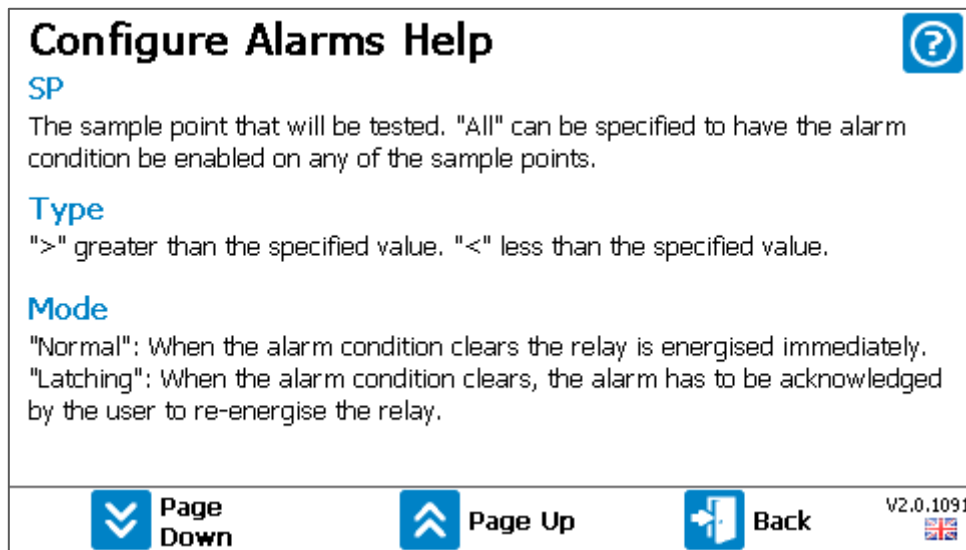 Configure Alarms Help
SP
The sample point that will be tested. "All" can be specified to have the alarm
condition be enabled on any of the sample points.
Type
">" greater than the specified value. "<" less than the specified value.
Mode
"Normal": When the alarm condition clears the relay is energised immediately.
"Latching": When the alarm condition clears, the alarm has to be acknowledged
by the user to re-energise the relay.
Page
Down
Page Up
Back
V2.0.1091